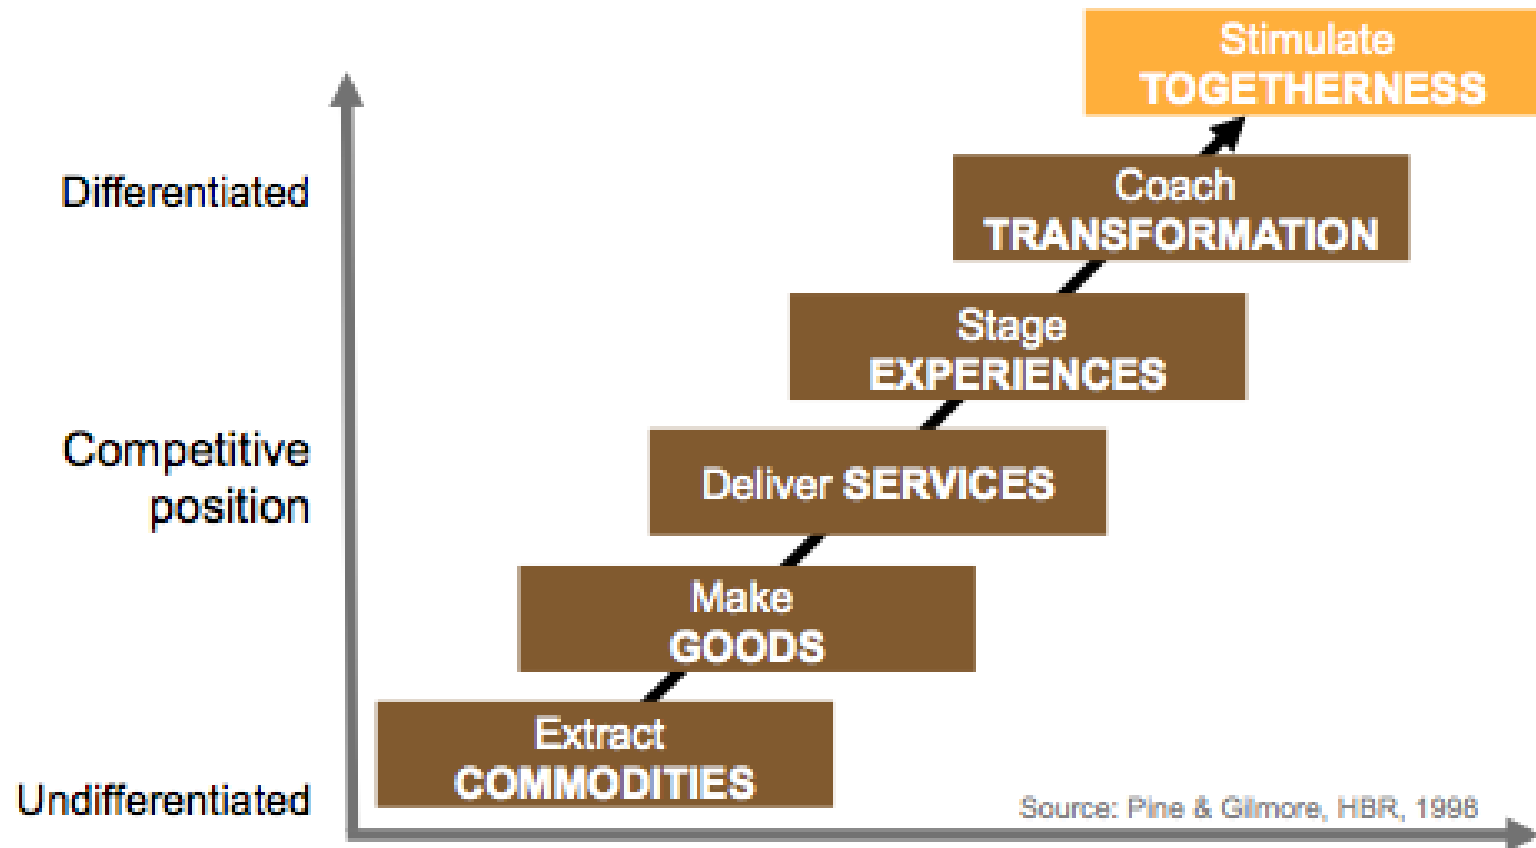 Stimulate
TOGETHERNESS
Differentiated
Coach
TRANSFORMATION
Stage
EXPERIENCES
Competitive
position
Deliver SERVICES
Make
GOODS
Extract
COMMODITIES
Undifferentiated
Source: Pine & Gilmore, HBR, 1998